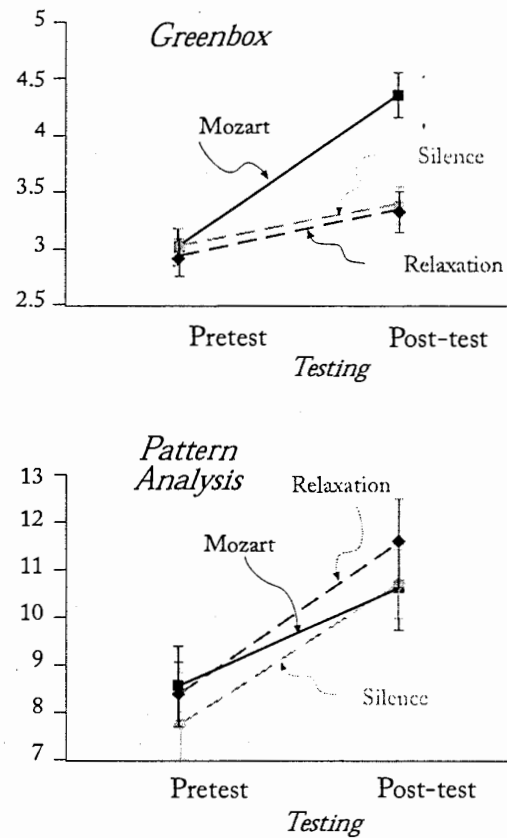 Greenbox
5
4.5
4
3.5
3
2.5
Mozart
Silence
Relaxation
Pretest
Post-test
Testing
Pattern
Analysis
13
12
11
10
9
8
7
Relaxation
Mozart
Silence
Pretest
Post-test
Testing